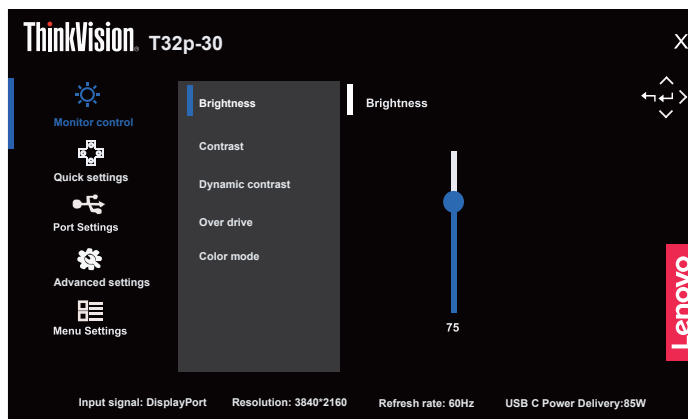 ThinkVision® T32p-30
X
Monitor control
Quick settings
Port Settings
Advanced settings
Menu Settings
Brightness
Contrast
Dynamic contrast
Over drive
Color mode
Brightness
75
Lenovo
Input signal: DisplayPort Resolution: 3840*2160 Refresh rate: 60Hz USB C Power Delivery:85W